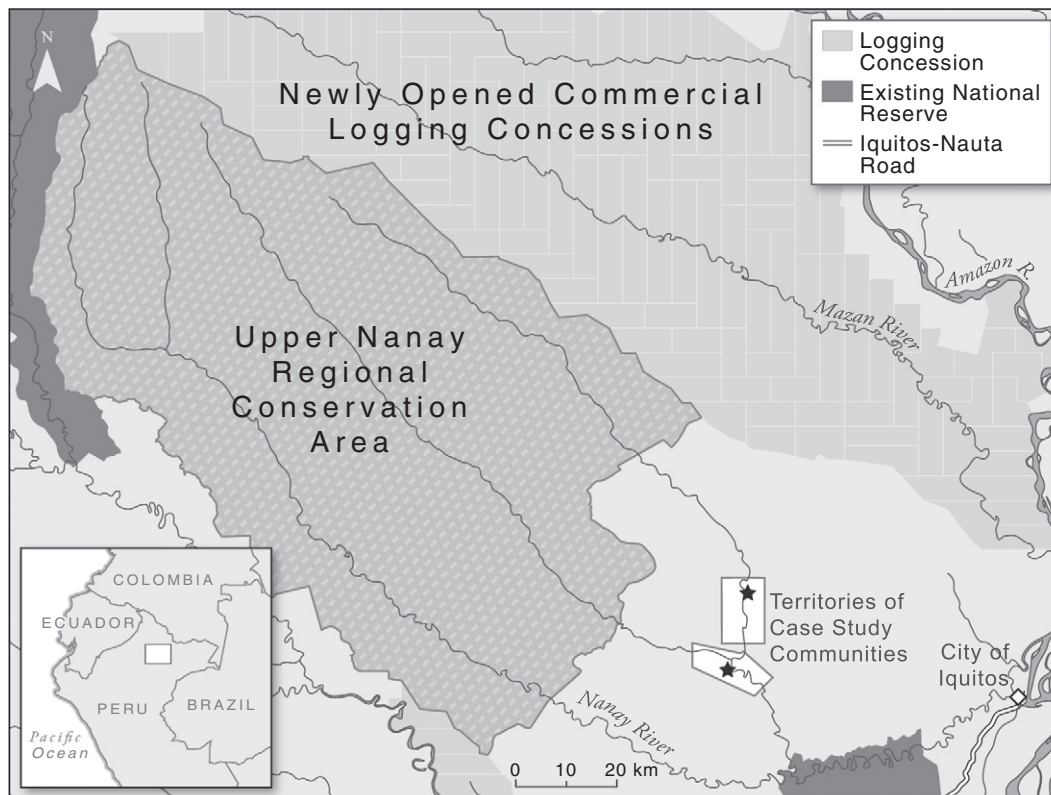 N
Newly Opened Commercial
Logging Concessions
Logging
Concession
Existing National
Reserve
Iquitos-Nauta
Road
Amazon R.
Mazan River
Upper Nanay
Regional
Conservation
Area
Territories of
Case Study
Communities
City of
Iquitos
Nanay River
0 10 20 km
COLOMBIA
ECUADOR
PERU
BRAZIL
Pacific
Ocean